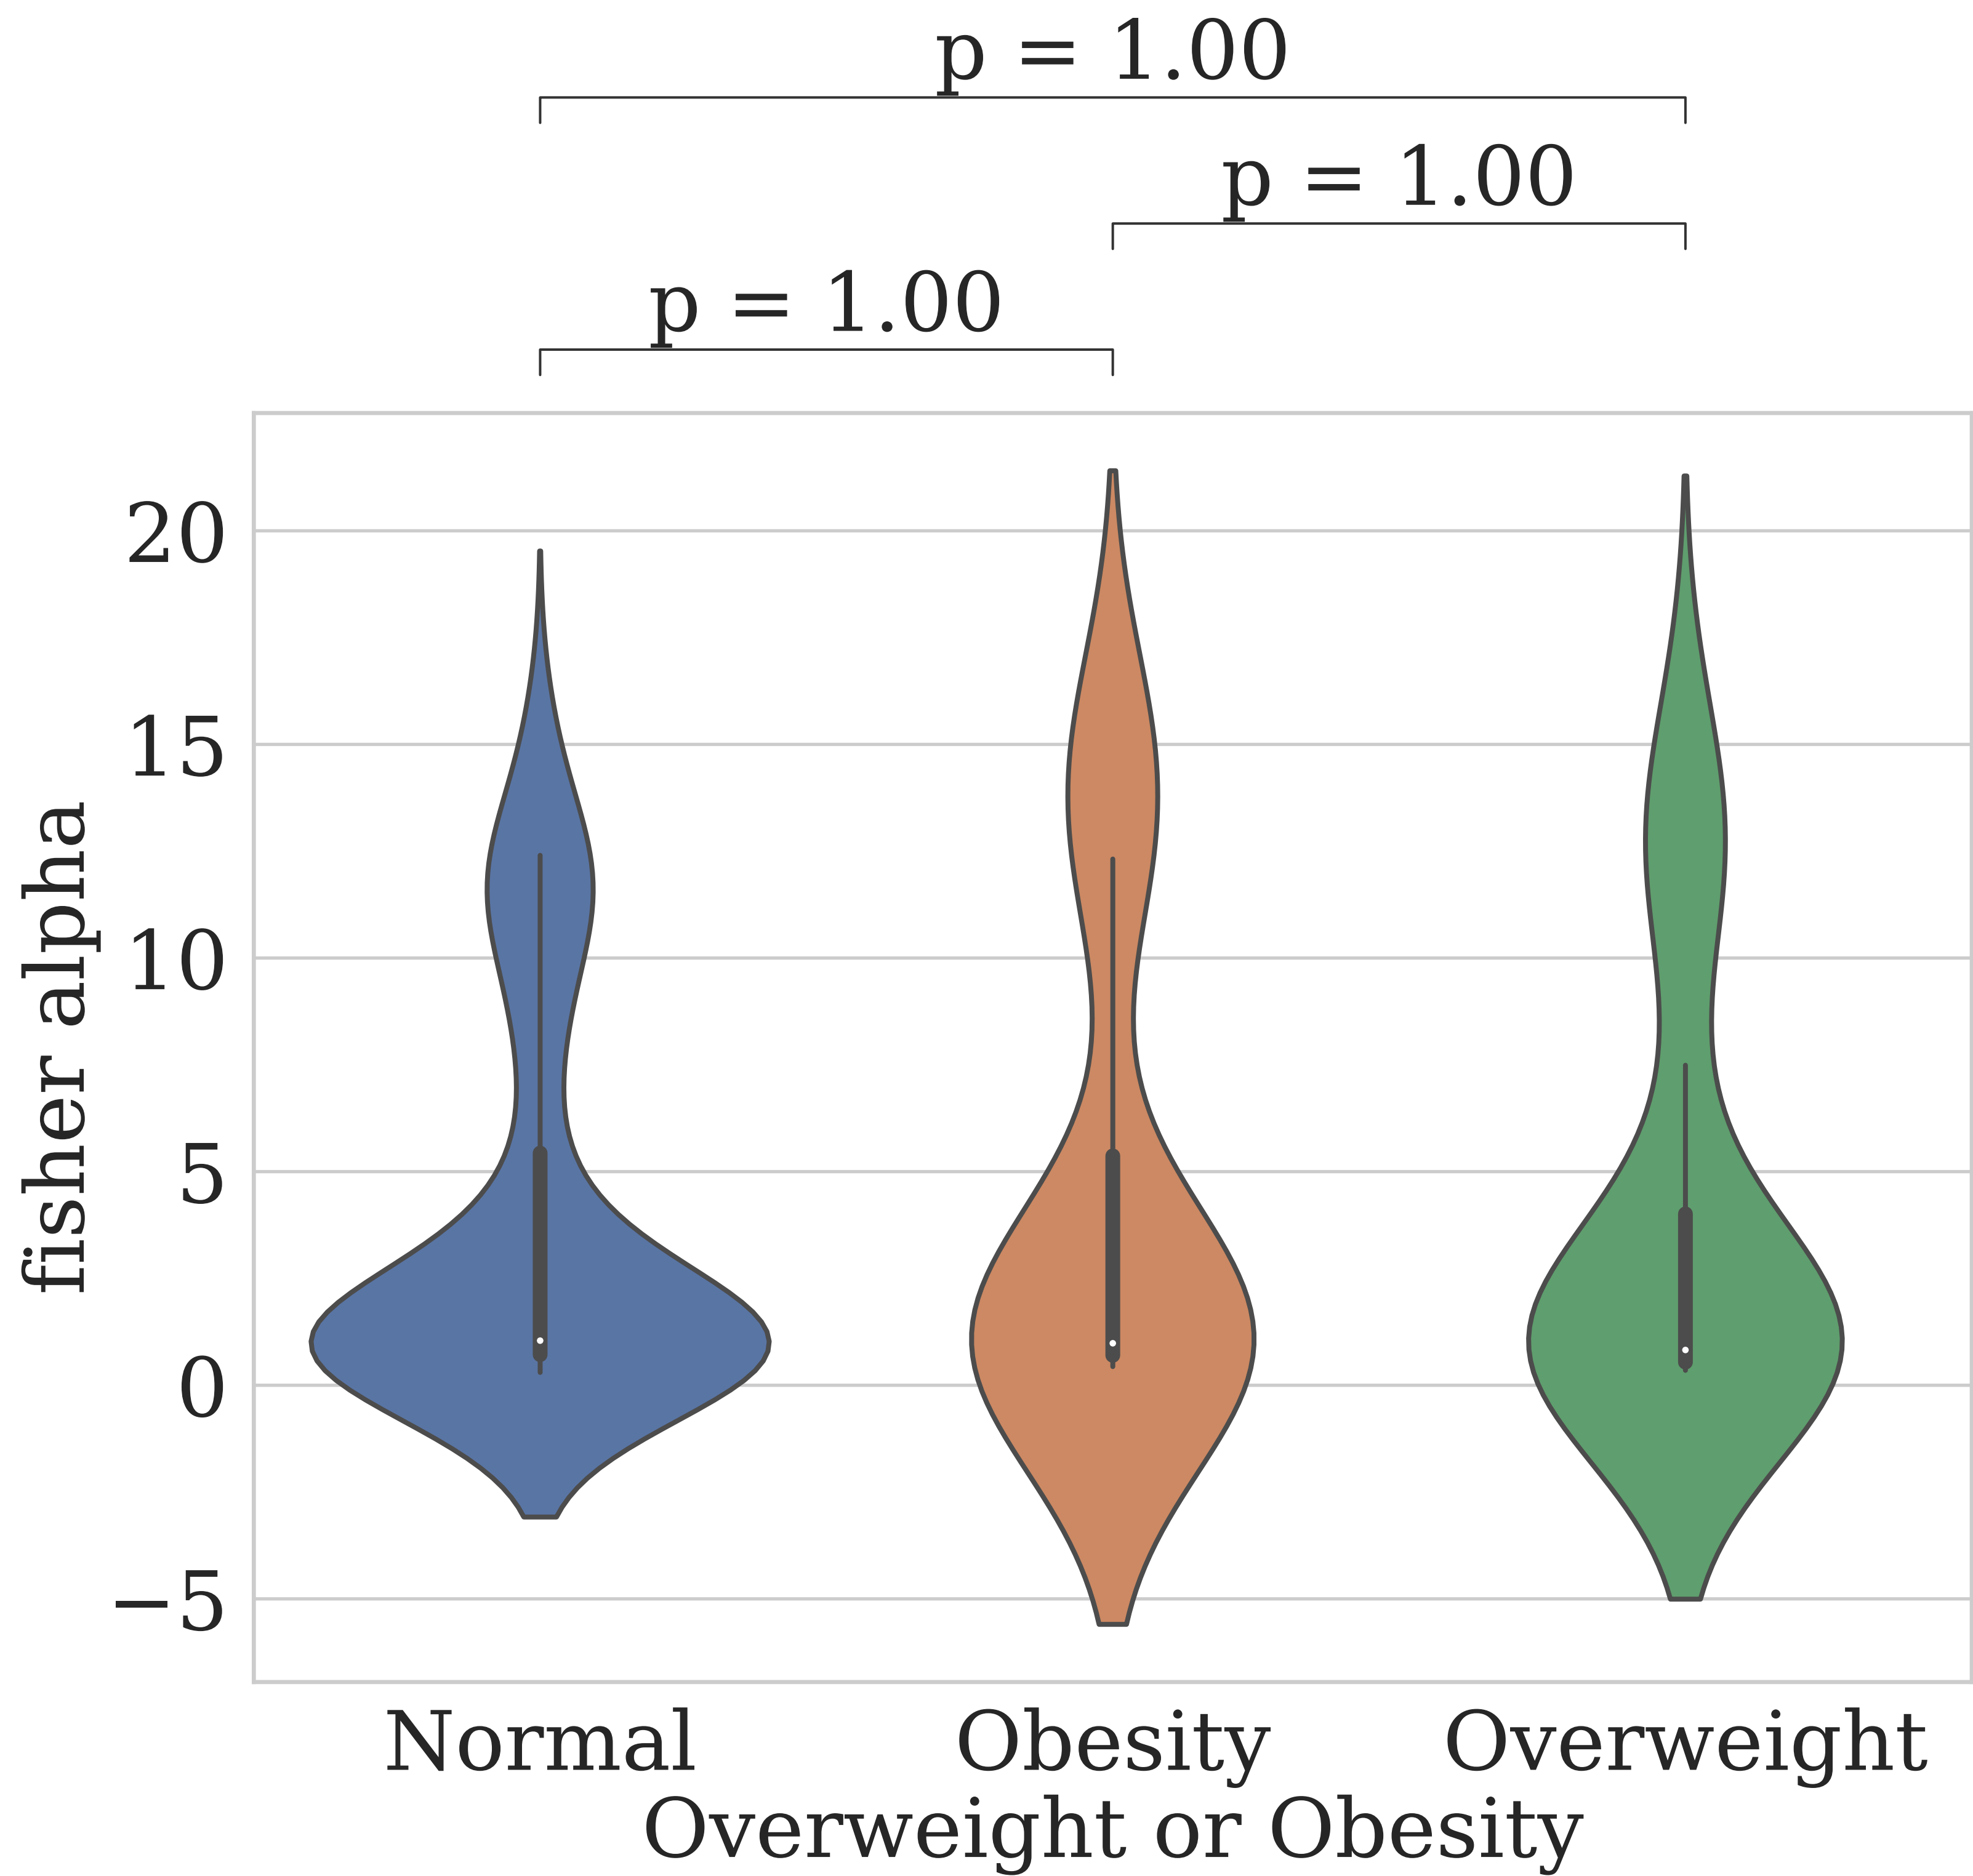 p = 1.00
p = 1.00
p = 1.00
20
15
10
5
0
−5
fisher alpha
Normal
Obesity
Overweight
Overweight or Obesity